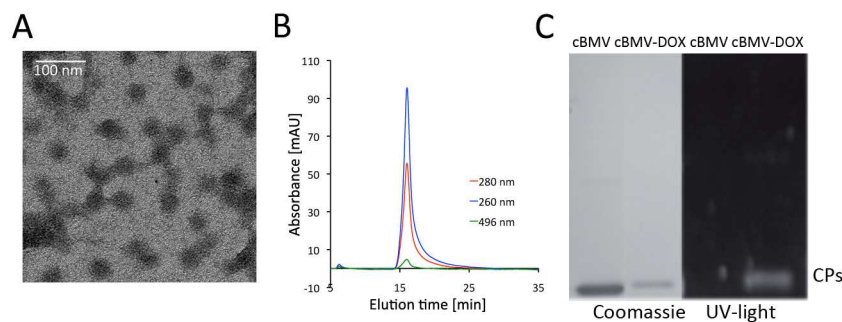 A
100 nm
B
Absorbance [mAU]
110
90
70
50
30
10
-10
5
15
25
35
280 nm
260 nm
496 nm
Elution time [min]
C
cBMV cBMV-DOX cBMV cBMV-DOX
CPs
Coomassie UV-light